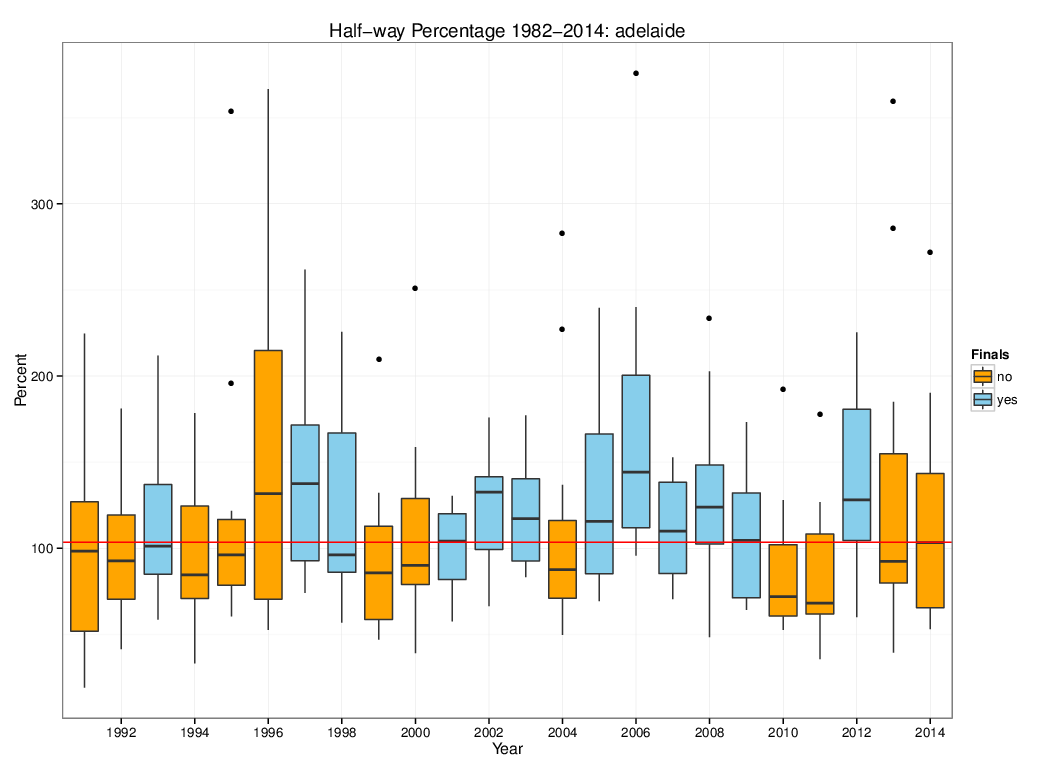 Half−way Percentage 1982−2014: adelaide
Percent
300
200
100
1992 1994 1996 1998 2000 2002 2004 2006 2008 2010 2012 2014
Year
Finals
no
yes